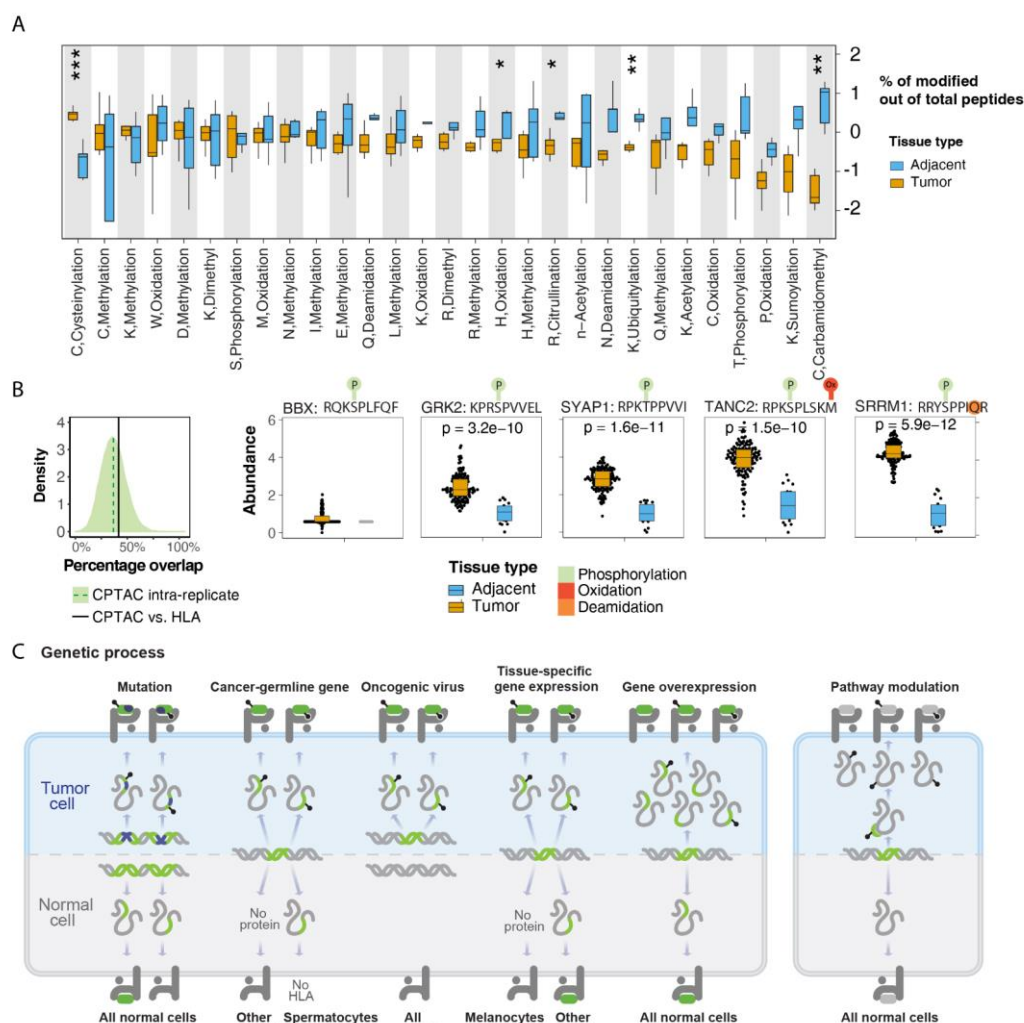 A
***
*
*
**
**
2
1
0
-1
-2
% of modified
out of total peptides
Tissue type
Adjacent
Tumor
C,Cysteinylation
C,Methylation
K,Methylation
W,Oxidation
D,Methylation
K,Dimethyl
S,Phosphorylation
M,Oxidation
N,Methylation
I,Methylation
E,Methylation
Q,Deamidation
L,Methylation
K,Oxidation
R,Dimethyl
R,Methylation
H,Oxidation
H,Methylation
R,Citrullination
n-Acetylation
N,Deamidation
K,Ubiquitylation
Q,Methylation
K,Acetylation
C,Oxidation
T,Phosphorylation
P,Oxidation
K,Sumoylation
C,Carbamidomethyl
B
4
3
2
1
0
Density
0%
50%
100%
Percentage overlap
CPTAC intra-replicate
CPTAC vs. HLA
6
4
2
0
Abundance
P
BBX: RQKSPLFQF
P
GRK2: KPRSPVVEL
p = 3.2e−10
P
SYAP1: RPKTPPVVI
p = 1.6e−11
P
Ox
TANC2: RPKSPLSKM
p = 1.5e−10
P
SRRM1: RRYSPPIQR
p = 5.9e−12
Tissue type
Adjacent
Tumor
Phosphorylation
Oxidation
Deamidation
C
Genetic process
Mutation
Cancer-germline gene
Oncogenic virus
Tissue-specific
gene expression
Gene overexpression
Pathway modulation
Tumor
cell
Normal
cell
No
protein
No
protein
No
HLA
All normal cells
Other
Spermatocytes
All
Melanocytes
Other
All normal cells
All normal cells